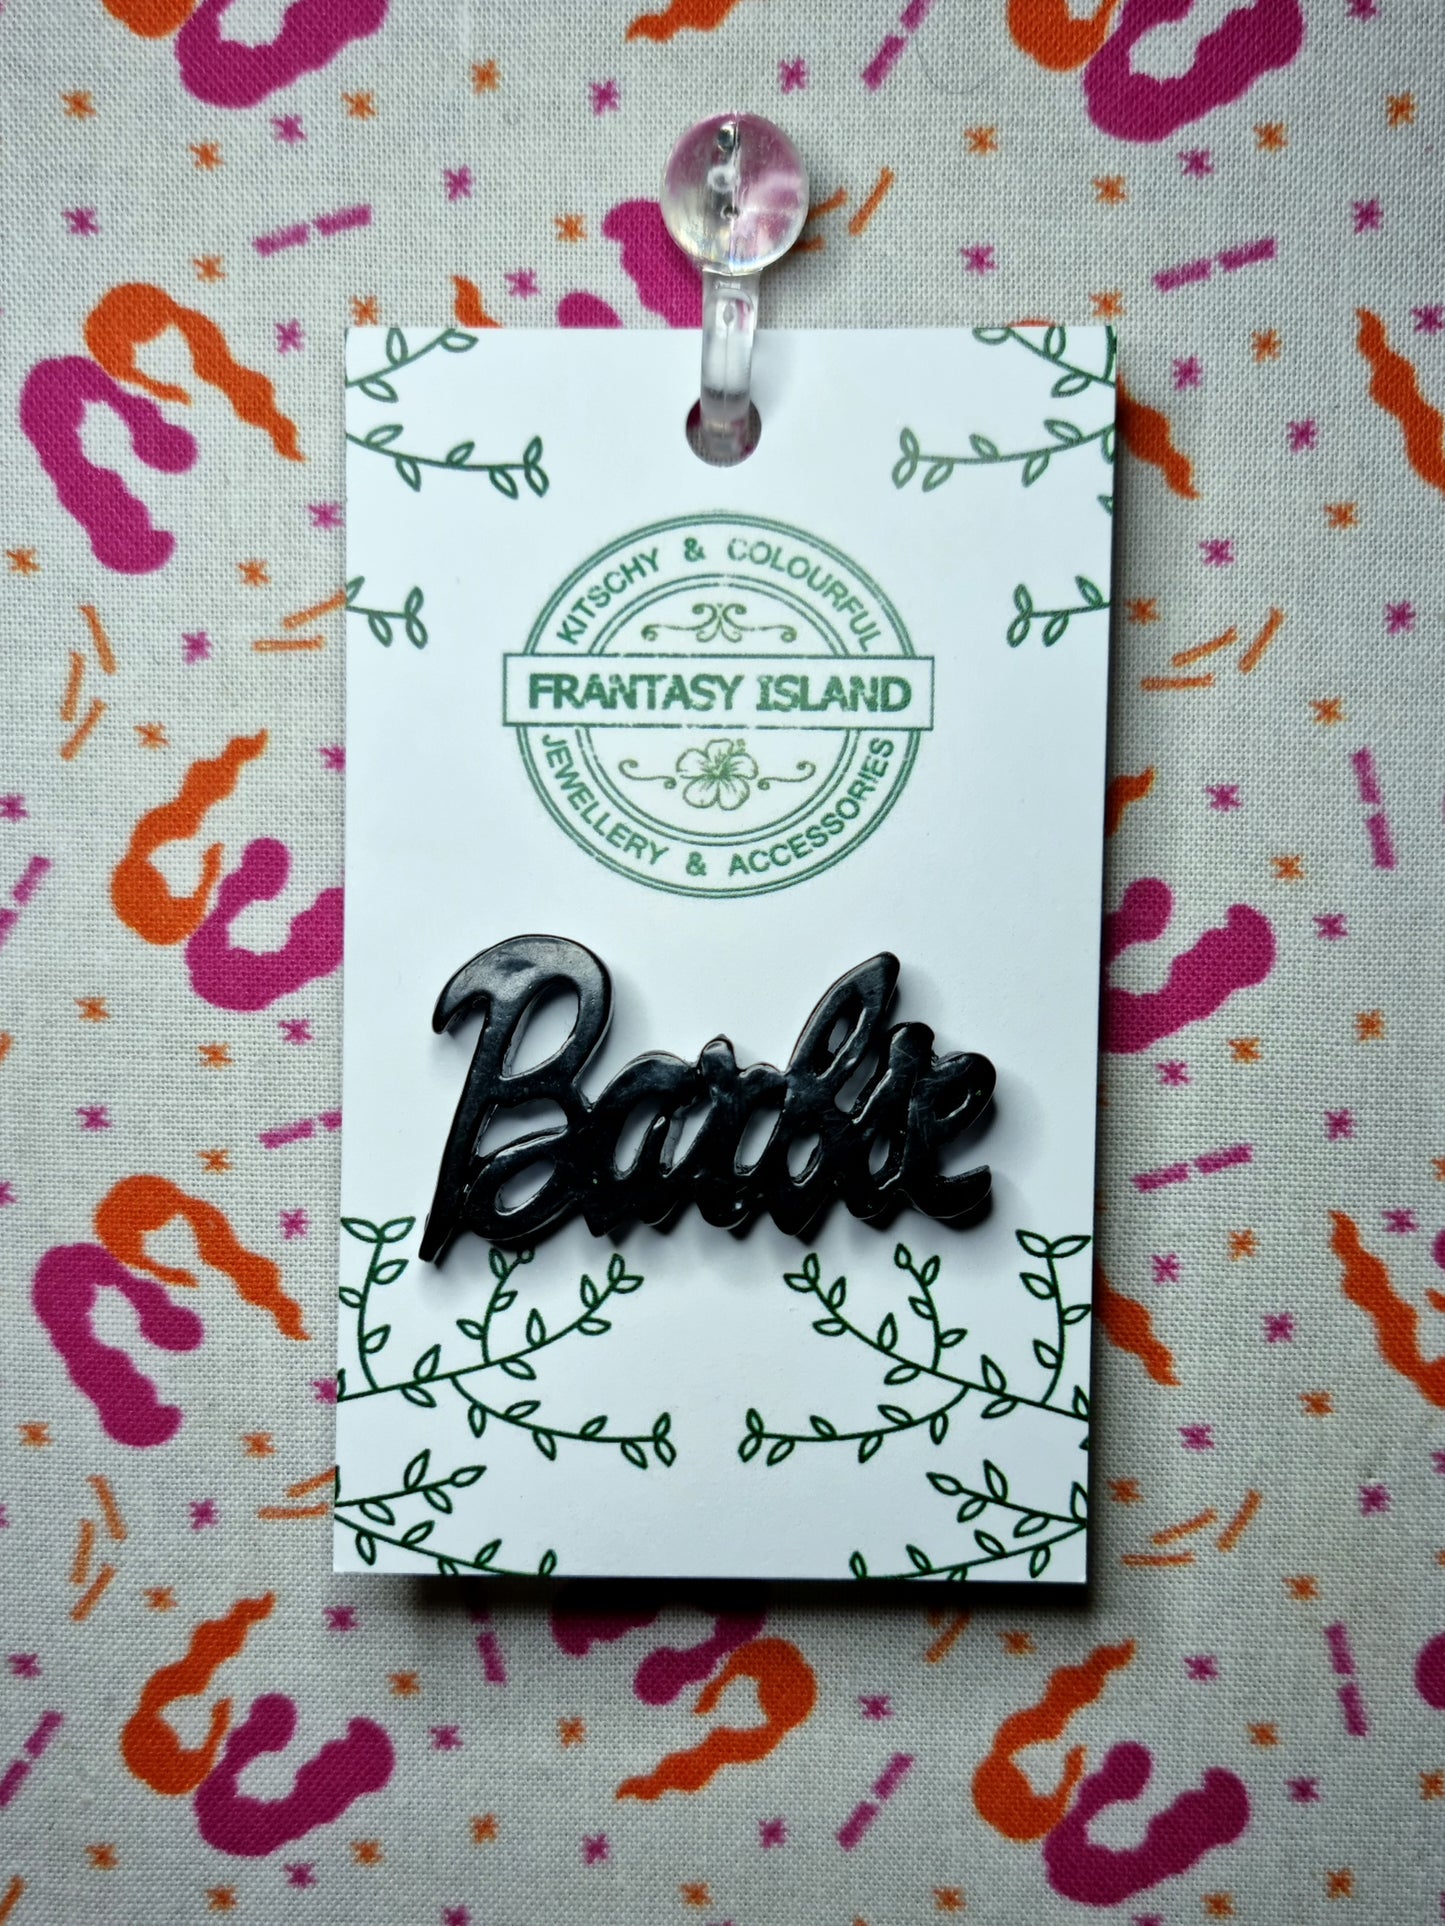 KITSCHY & COLOURFUL
FRANTASY ISLAND
JEWELLERY & ACCESSORIES
Barbie